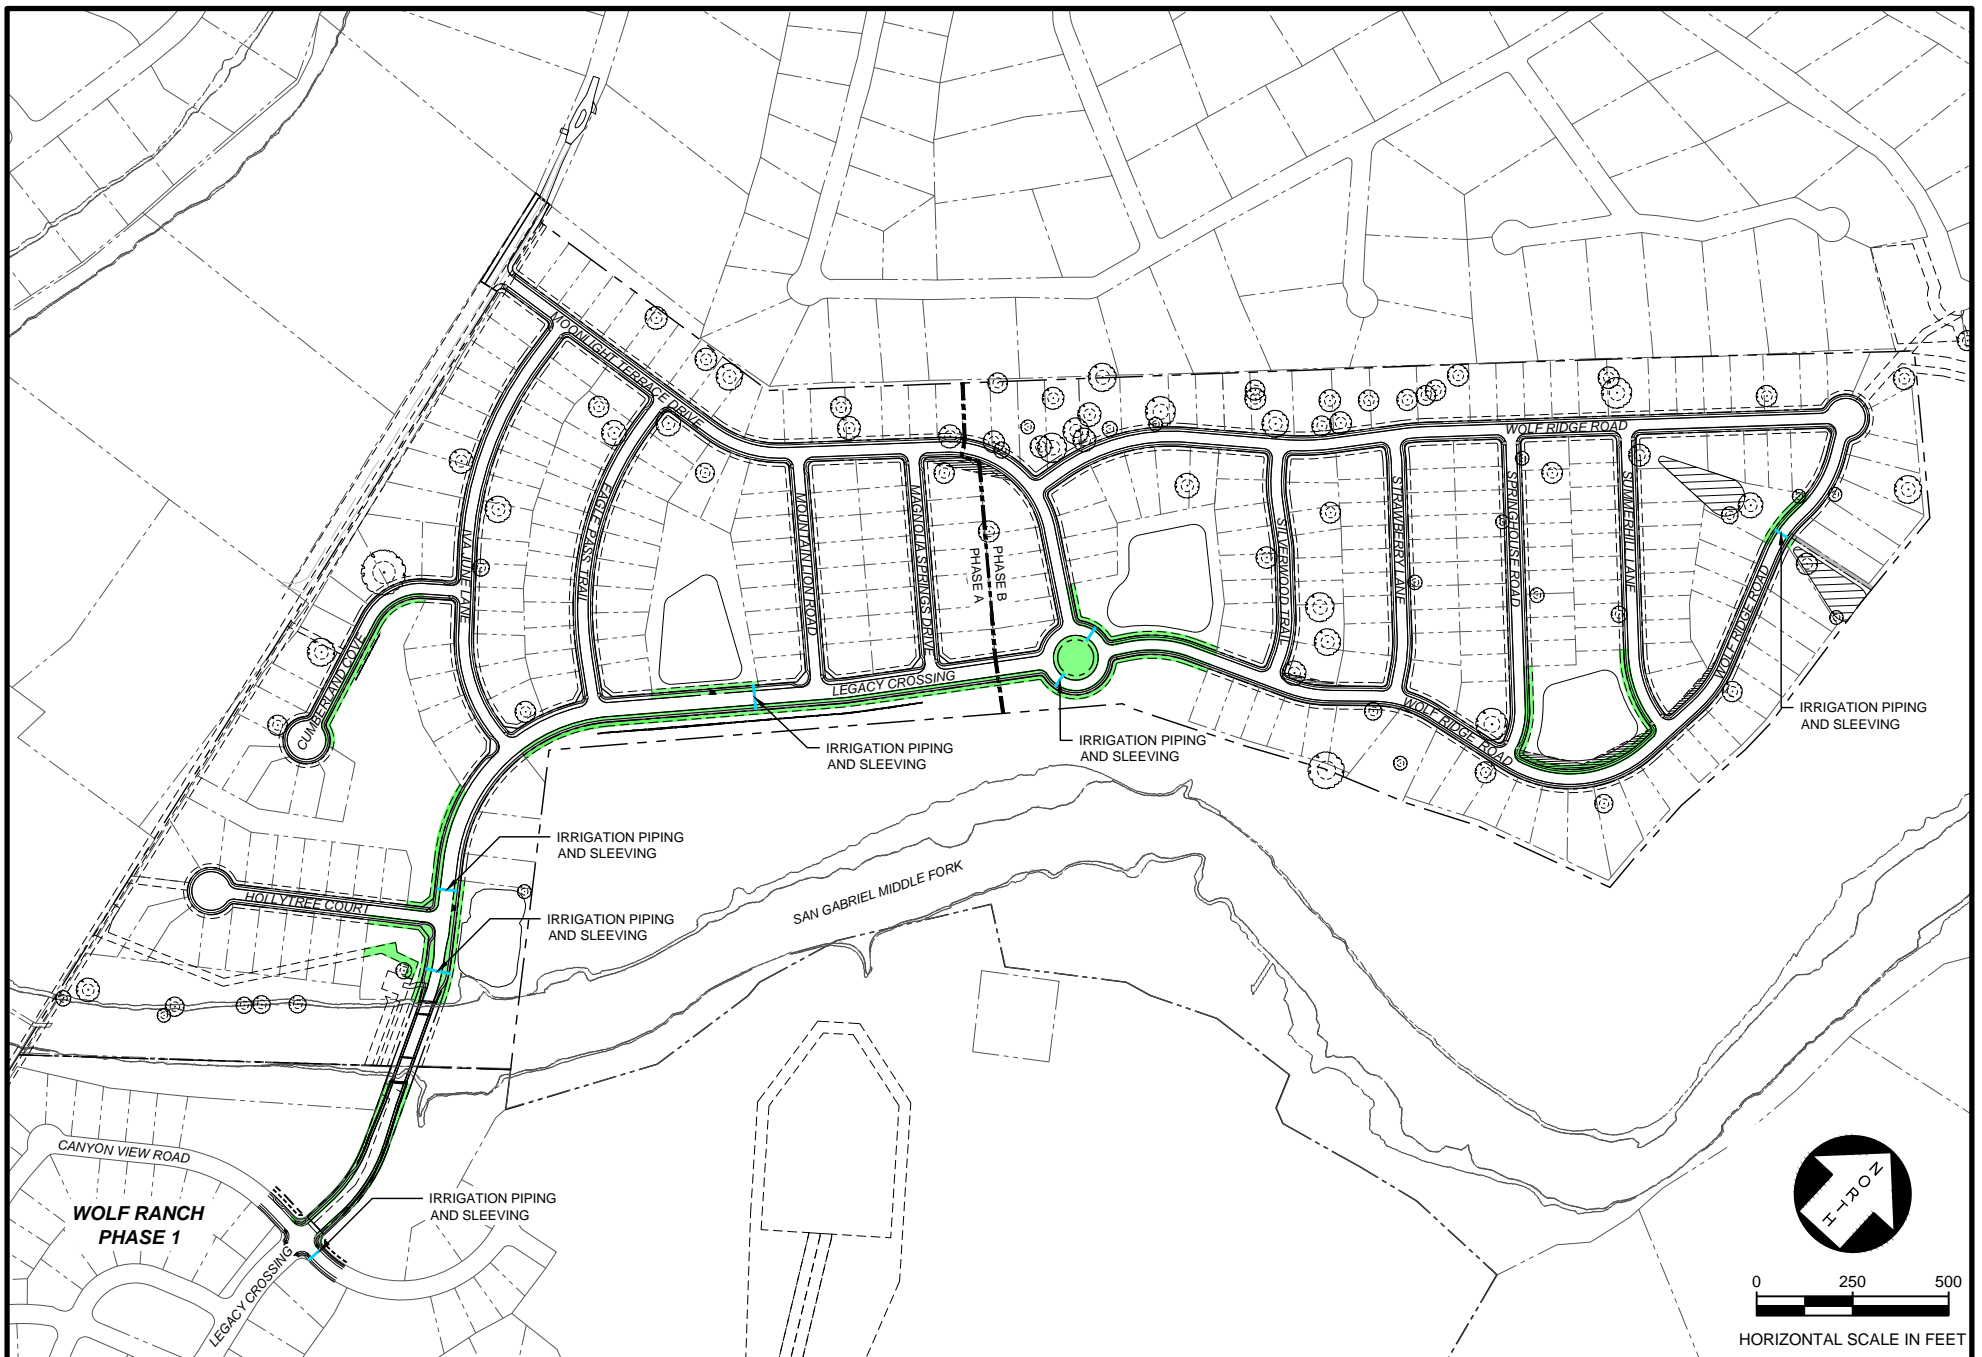 MOONLIGHT TERRACE DRIVE
WOLF RIDGE ROAD
IVA JANE LANE
EAGLE PASS TRAIL
MOUNTAIN LION ROAD
MAGNOLIA SPRINGS DRIVE
PHASE B
PHASE A
SILVERWOOD TRAIL
STRAWBERRY LANE
SPRINGHOUSE ROAD
SUMMERHILL LANE
WOLF RIDGE ROAD
CUMBERLAND COVE
LEGACY CROSSING
WOLF RIDGE ROAD
IRRIGATION PIPING
AND SLEEVING
IRRIGATION PIPING
AND SLEEVING
IRRIGATION PIPING
AND SLEEVING
IRRIGATION PIPING
AND SLEEVING
HOLLYTREE COURT
SAN GABRIEL MIDDLE FORK
IRRIGATION PIPING
AND SLEEVING
CANYON VIEW ROAD
WOLF RANCH
PHASE 1
IRRIGATION PIPING
AND SLEEVING
LEGACY CROSSING
NORTH
0 250 500
HORIZONTAL SCALE IN FEET